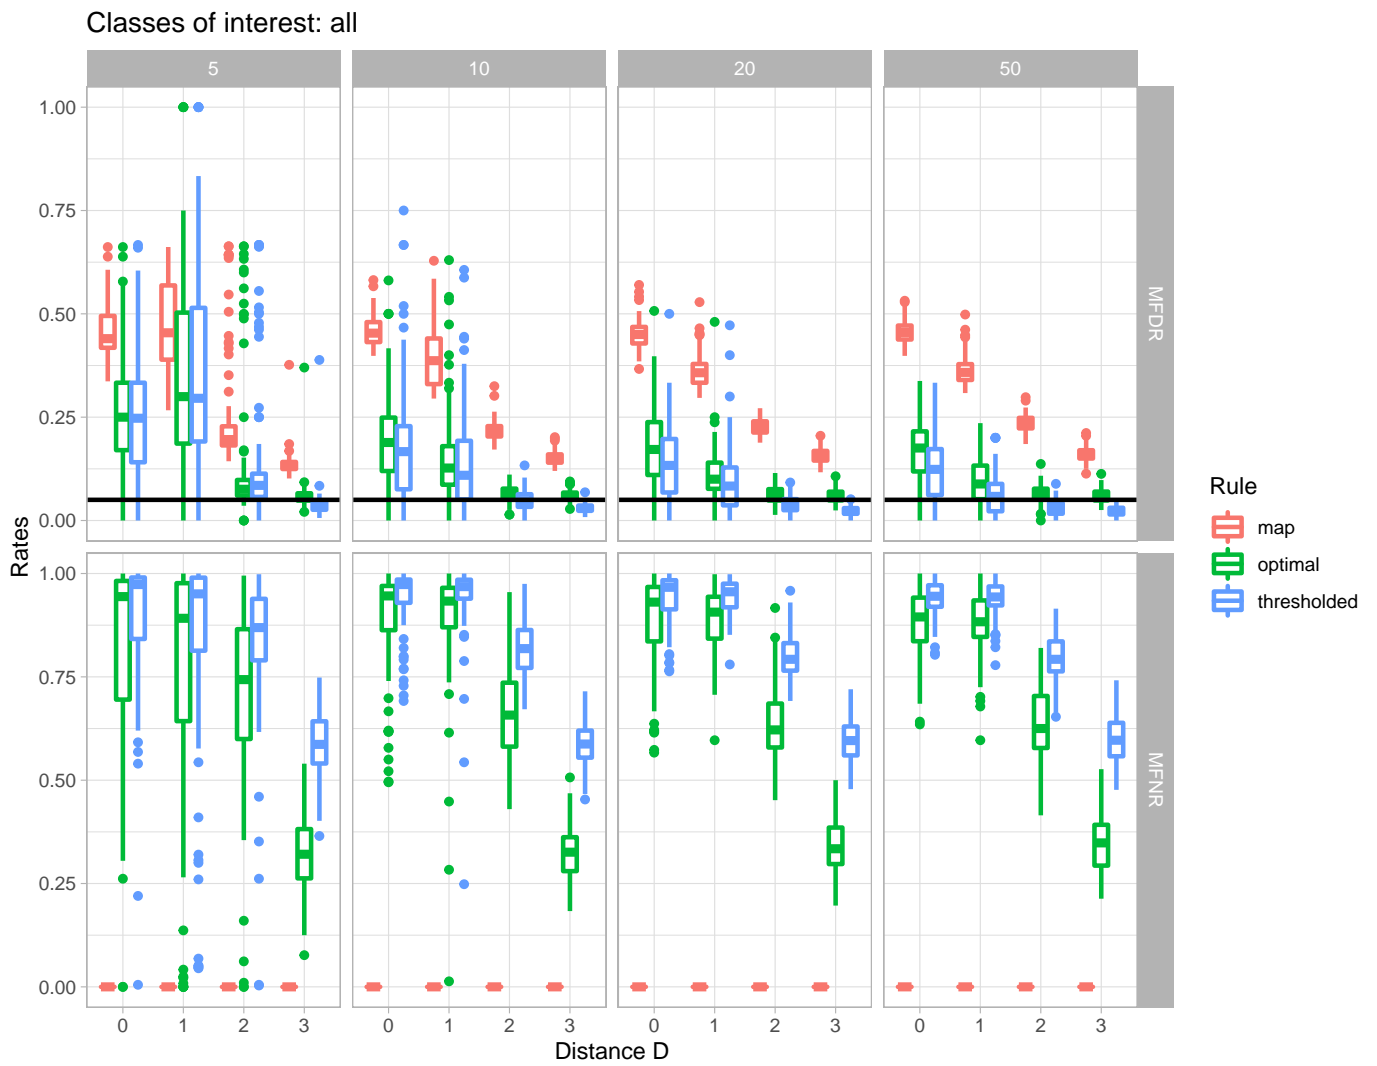 Classes of interest: all
5 10 20 50
1.00
0.75
0.50
0.25
0.00
MFDR
1.00
0.75
0.50
0.25
0.00
MFNR
Rates
0 1 2 3 0 1 2 3 0 1 2 3 0 1 2 3
Distance D
Rule
map
optimal
thresholded